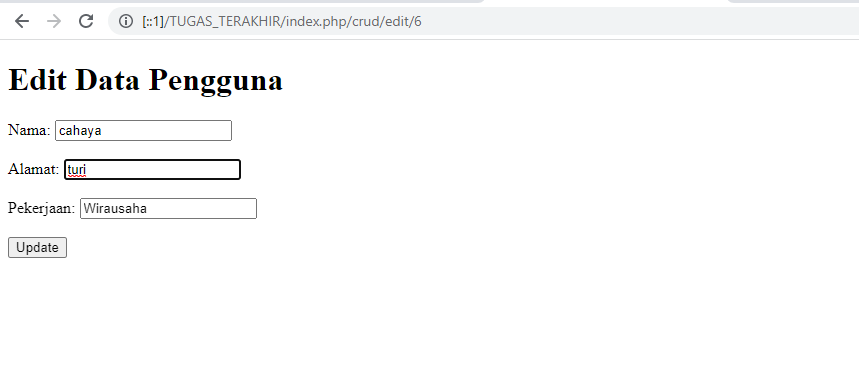 [::1]/TUGAS_TERAKHIR/index.php/crud/edit/6
Edit Data Pengguna
Nama: cahaya
Alamat: turi
Pekerjaan: Wirausaha
Update